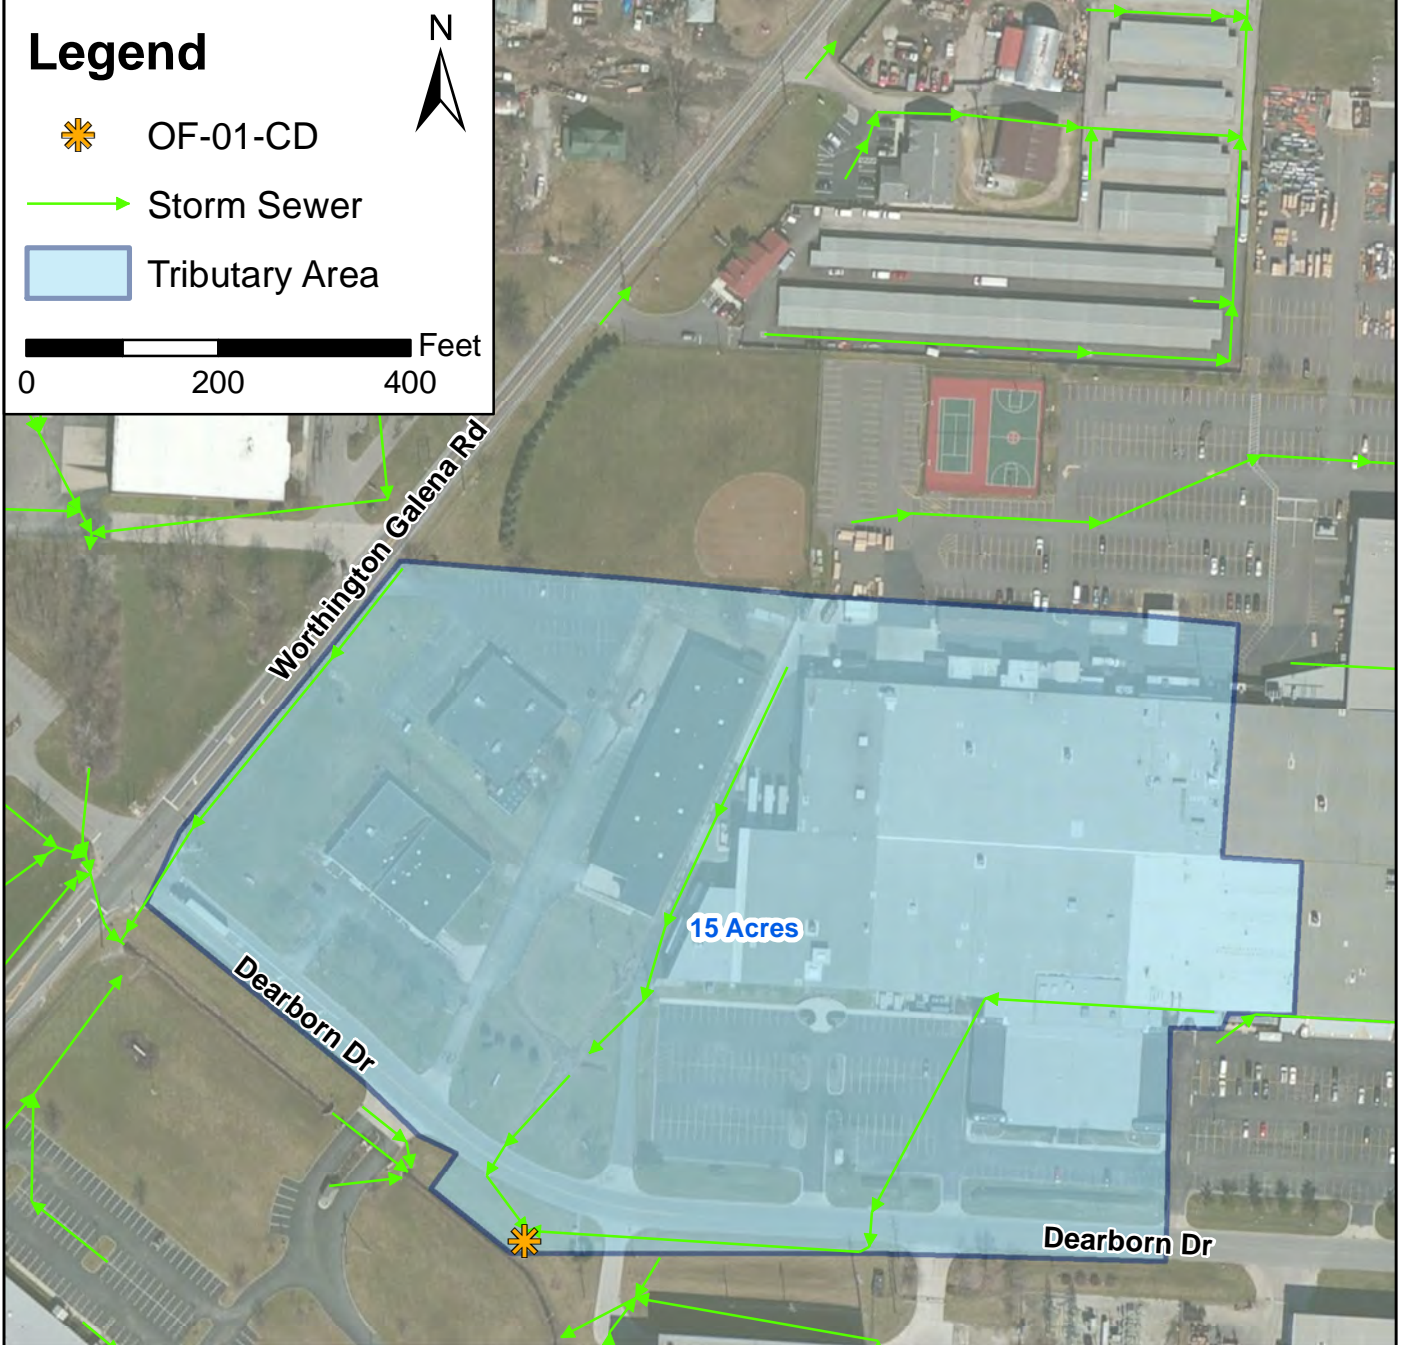 Legend
N
OF-01-CD
Storm Sewer
Tributary Area
Feet
0 200 400
Worthington Galena Rd
15 Acres
Dearborn Dr
Dearborn Dr